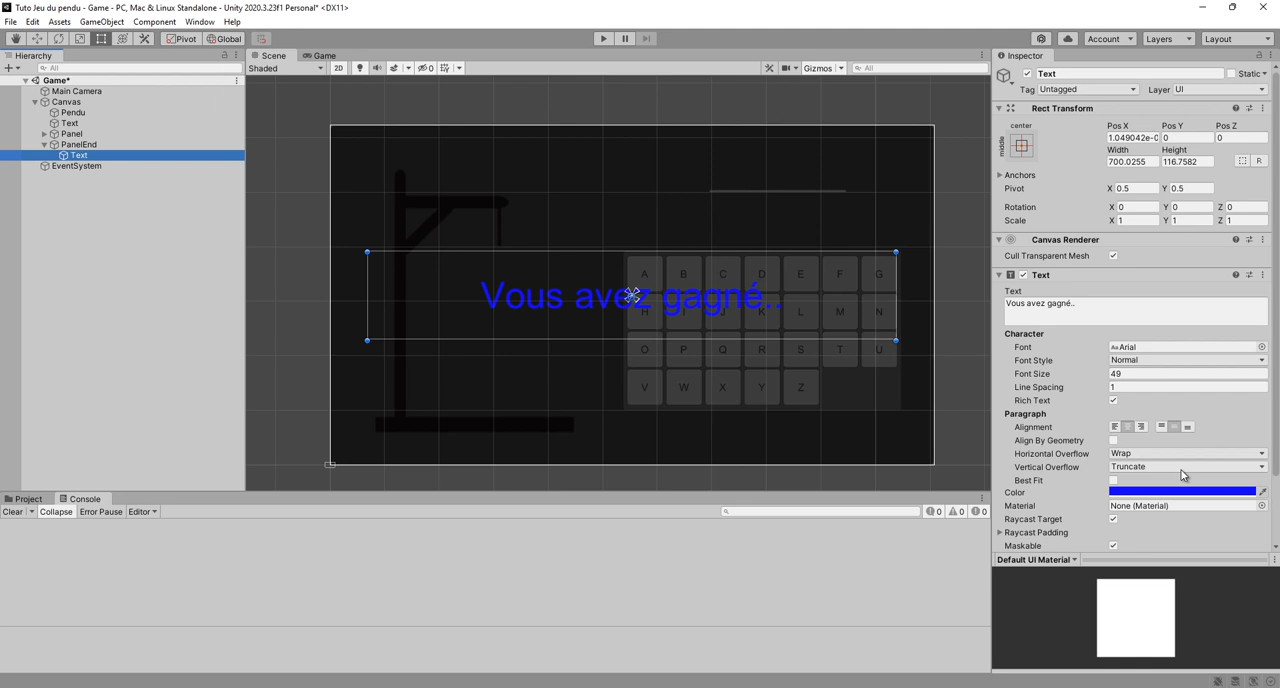 Tuto Jeu du pendu - Game - PC, Mac & Linux Standalone - Unity 2020.3.23f1 Personal* <DX11>
File Edit Assets GameObject Component Window Help
Pivot Global Account Layers Layout
Hierarchy
All
Game*
Main Camera
Canvas
Pendu
Text
Panel
PanelEnd
Text
EventSystem
Scene Game
Shaded 2D 0 Gizmos All
A B C D E F G
H I J K L M N
O P Q R S T U
V W X Y Z
Vous avez gagné..
Inspector
Text Static
Tag Untagged Layer UI
Rect Transform
center Pos X Pos Y Pos Z
middle 1.049042e-0 0 0
Width Height
700.0255 116.7582 R
Anchors
Pivot X 0.5 Y 0.5
Rotation X 0 Y 0 Z 0
Scale X 1 Y 1 Z 1
Canvas Renderer
Cull Transparent Mesh
Text
Text
Vous avez gagné..
Character
Font Arial
Font Style Normal
Font Size 49
Line Spacing 1
Rich Text
Paragraph
Alignment
Align By Geometry
Horizontal Overflow Wrap
Vertical Overflow Truncate
Best Fit
Color
Material None (Material)
Raycast Target
Raycast Padding
Maskable
Default UI Material
Project Console
Clear Collapse Error Pause Editor 0 0 0